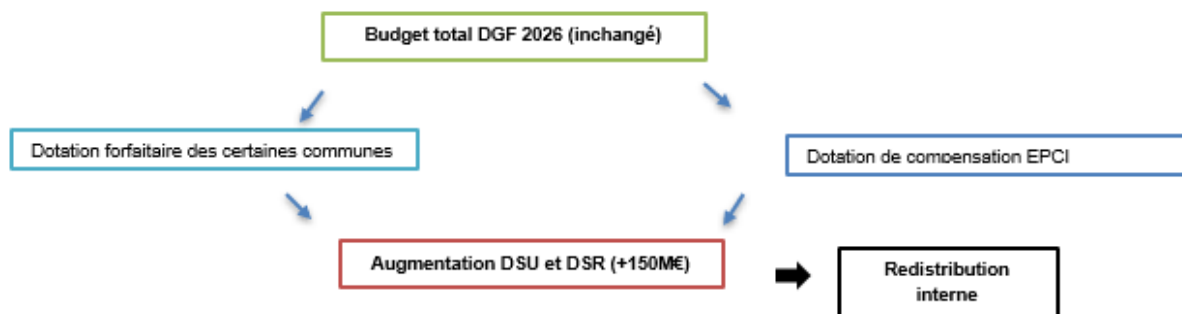 Budget total DGF 2026 (inchangé)
Dotation forfaitaire des certaines communes
Dotation de compensation EPCI
Augmentation DSU et DSR (+150M€)
Redistribution
interne